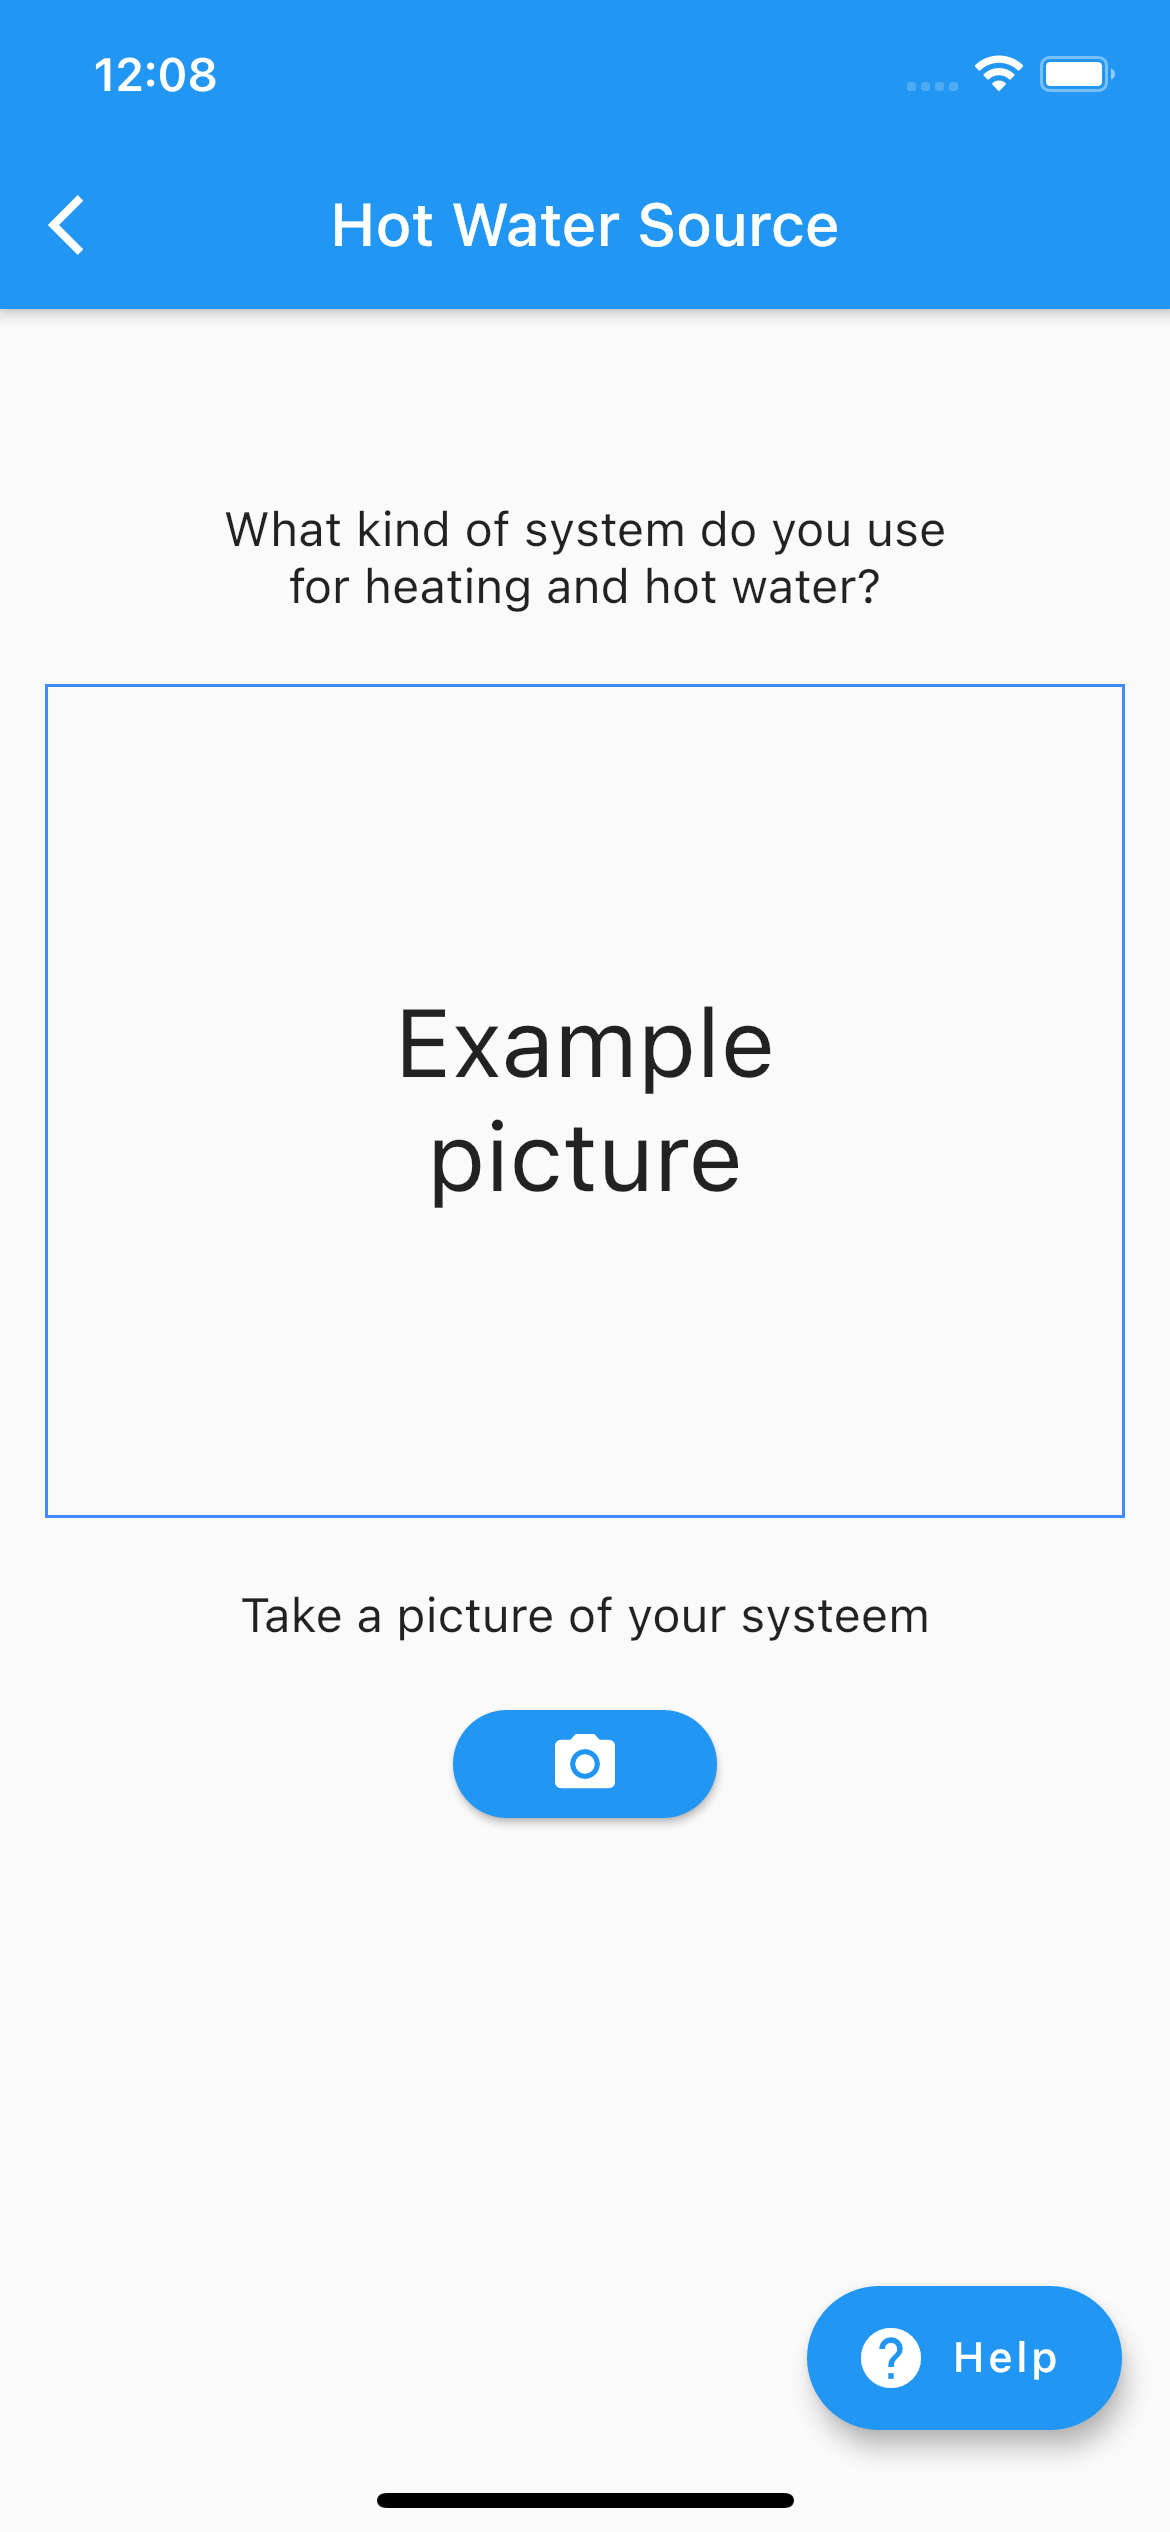 12:08
Hot Water Source
What kind of system do you use
for heating and hot water?
Example
picture
Take a picture of your systeem
Help